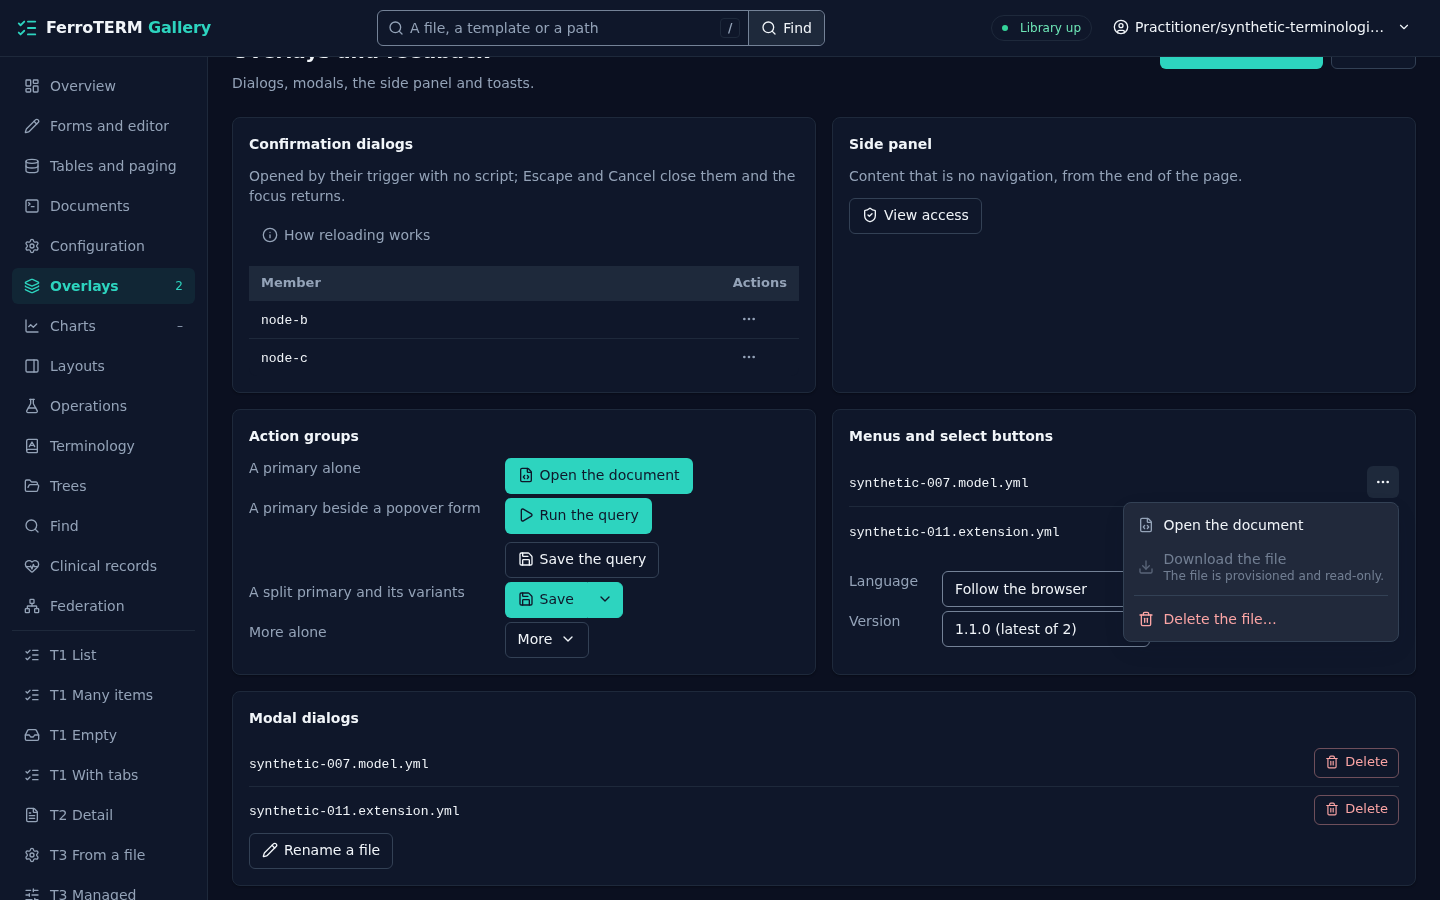 FerroTERM Gallery
A file, a template or a path
/
Find
Library up
Practitioner/synthetic-terminologi...
Overview
Forms and editor
Tables and paging
Documents
Configuration
Overlays 2
Charts –
Layouts
Operations
Terminology
Trees
Find
Clinical records
Federation
T1 List
T1 Many items
T1 Empty
T1 With tabs
T2 Detail
T3 From a file
T3 Managed
Overlays and feedback
Dialogs, modals, the side panel and toasts.
Confirmation dialogs
Opened by their trigger with no script; Escape and Cancel close them and the
focus returns.
How reloading works
Member Actions
node-b
node-c
Side panel
Content that is no navigation, from the end of the page.
View access
Action groups
A primary alone
Open the document
A primary beside a popover form
Run the query
Save the query
A split primary and its variants
Save
More alone
More
Menus and select buttons
synthetic-007.model.yml
synthetic-011.extension.yml
Language
Follow the browser
Version
1.1.0 (latest of 2)
Open the document
Download the file
The file is provisioned and read-only.
Delete the file...
Modal dialogs
synthetic-007.model.yml
Delete
synthetic-011.extension.yml
Delete
Rename a file